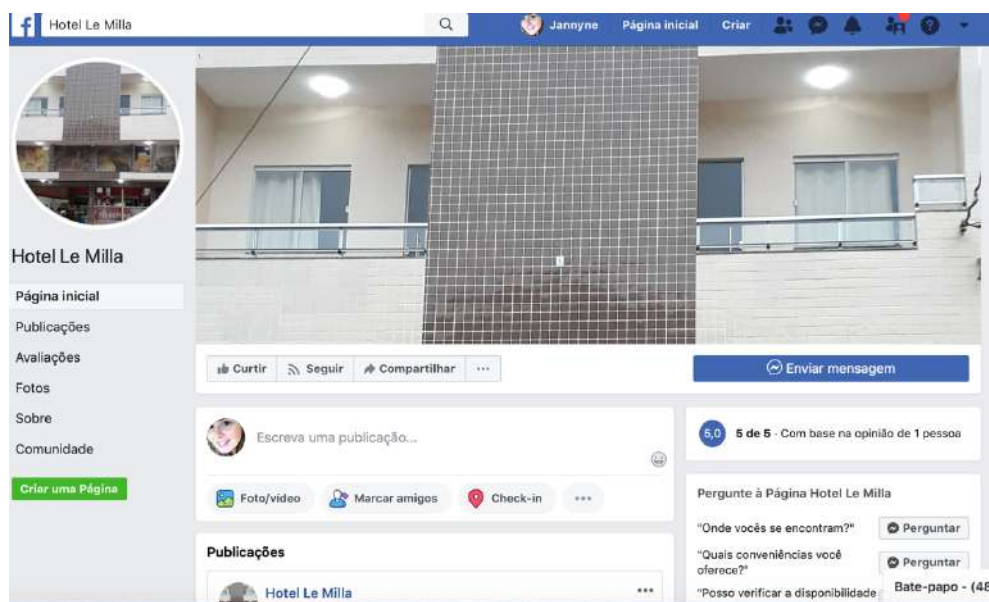 Hotel Le Milla
Jannyne
Página inicial
Criar
Hotel Le Milla
Página inicial
Publicações
Avaliações
Fotos
Sobre
Comunidade
Criar uma Página
Curtir
Seguir
Compartilhar
Enviar mensagem
Escreva uma publicação...
Foto/vídeo
Marcar amigos
Check-in
Publicações
Hotel Le Milla
5,0
5 de 5 - Com base na opinião de 1 pessoa
Pergunte à Página Hotel Le Milla
"Onde vocês se encontram?"
Perguntar
"Quais conveniências você
oferece?"
Perguntar
"Posso verificar a disponibilidade
Bate-papo - (48